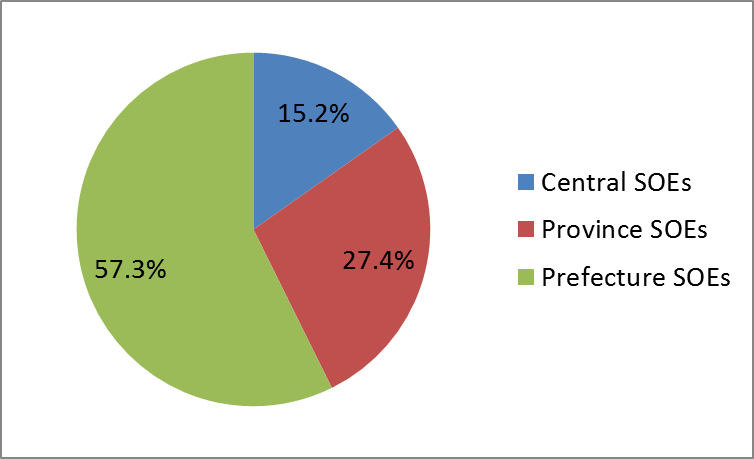 15.2%
27.4%
57.3%
Central SOEs
Province SOEs
Prefecture SOEs